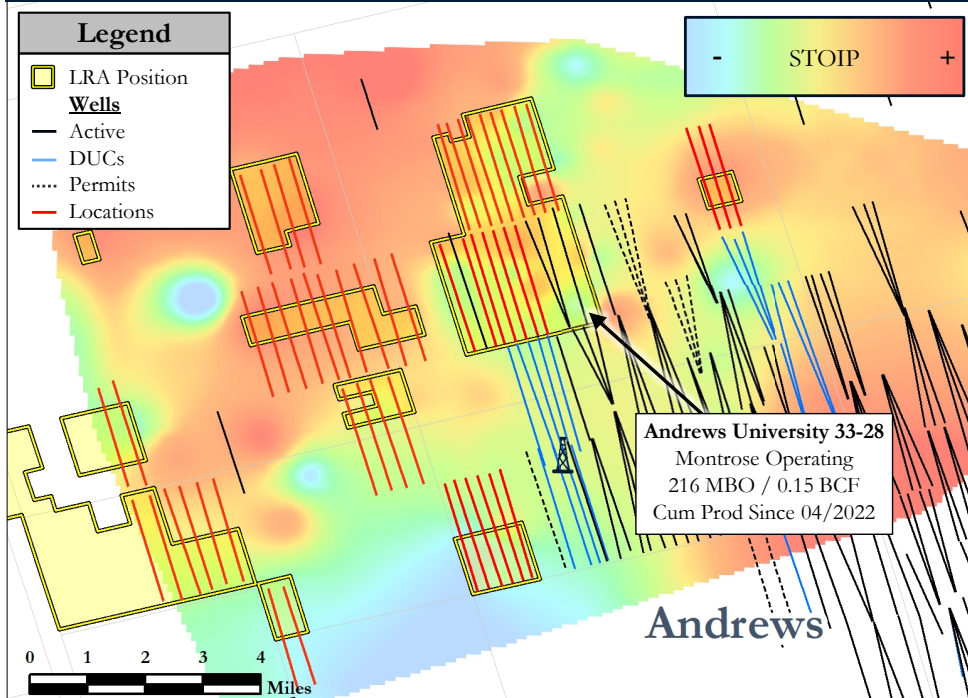 Legend
LRA Position
Wells
Active
DUCs
Permits
Locations
- STOIP +
Andrews University 33-28
Montrose Operating
216 MBO / 0.15 BCF
Cum Prod Since 04/2022
Andrews
0 1 2 3 4
Miles